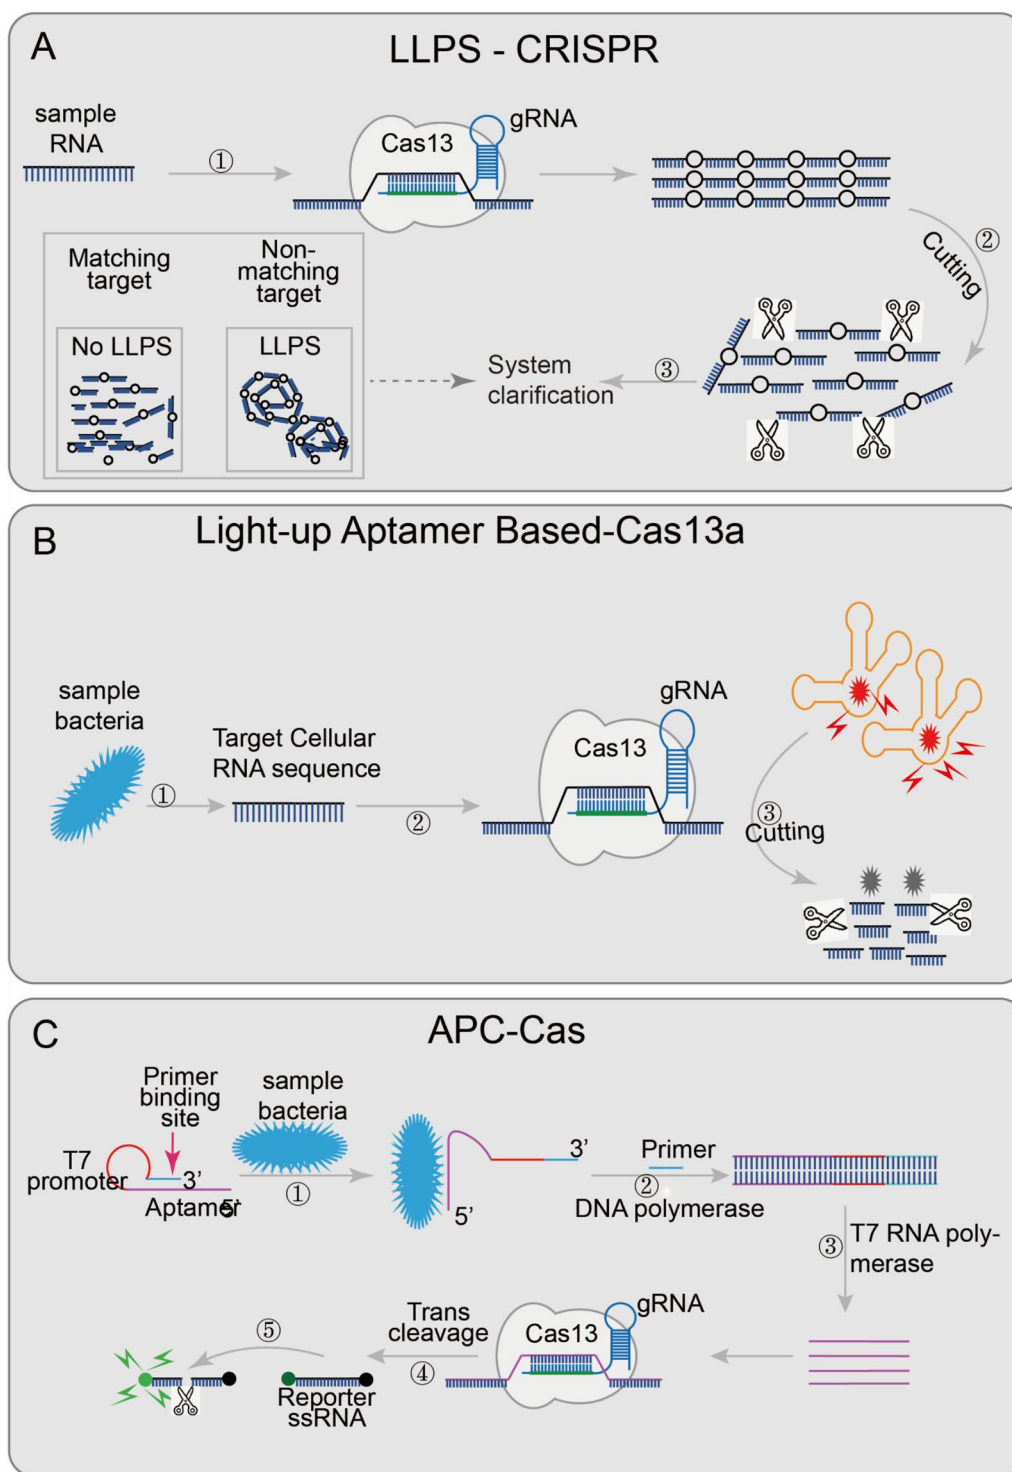 A
LLPS - CRISPR
sample
RNA
①
Cas13
gRNA
②
Cutting
Matching
target
Non-
matching
target
No LLPS
LLPS
System
clarification
③
B
Light-up Aptamer Based-Cas13a
sample
bacteria
①
Target Cellular
RNA sequence
②
Cas13
gRNA
③
Cutting
C
APC-Cas
Primer
binding
site
T7
promoter
3’
Aptamer
5’
sample
bacteria
①
3’
5’
Primer
②
DNA polymerase
③
T7 RNA poly-
merase
gRNA
Cas13
Trans
cleavage
④
⑤
Reporter
ssRNA